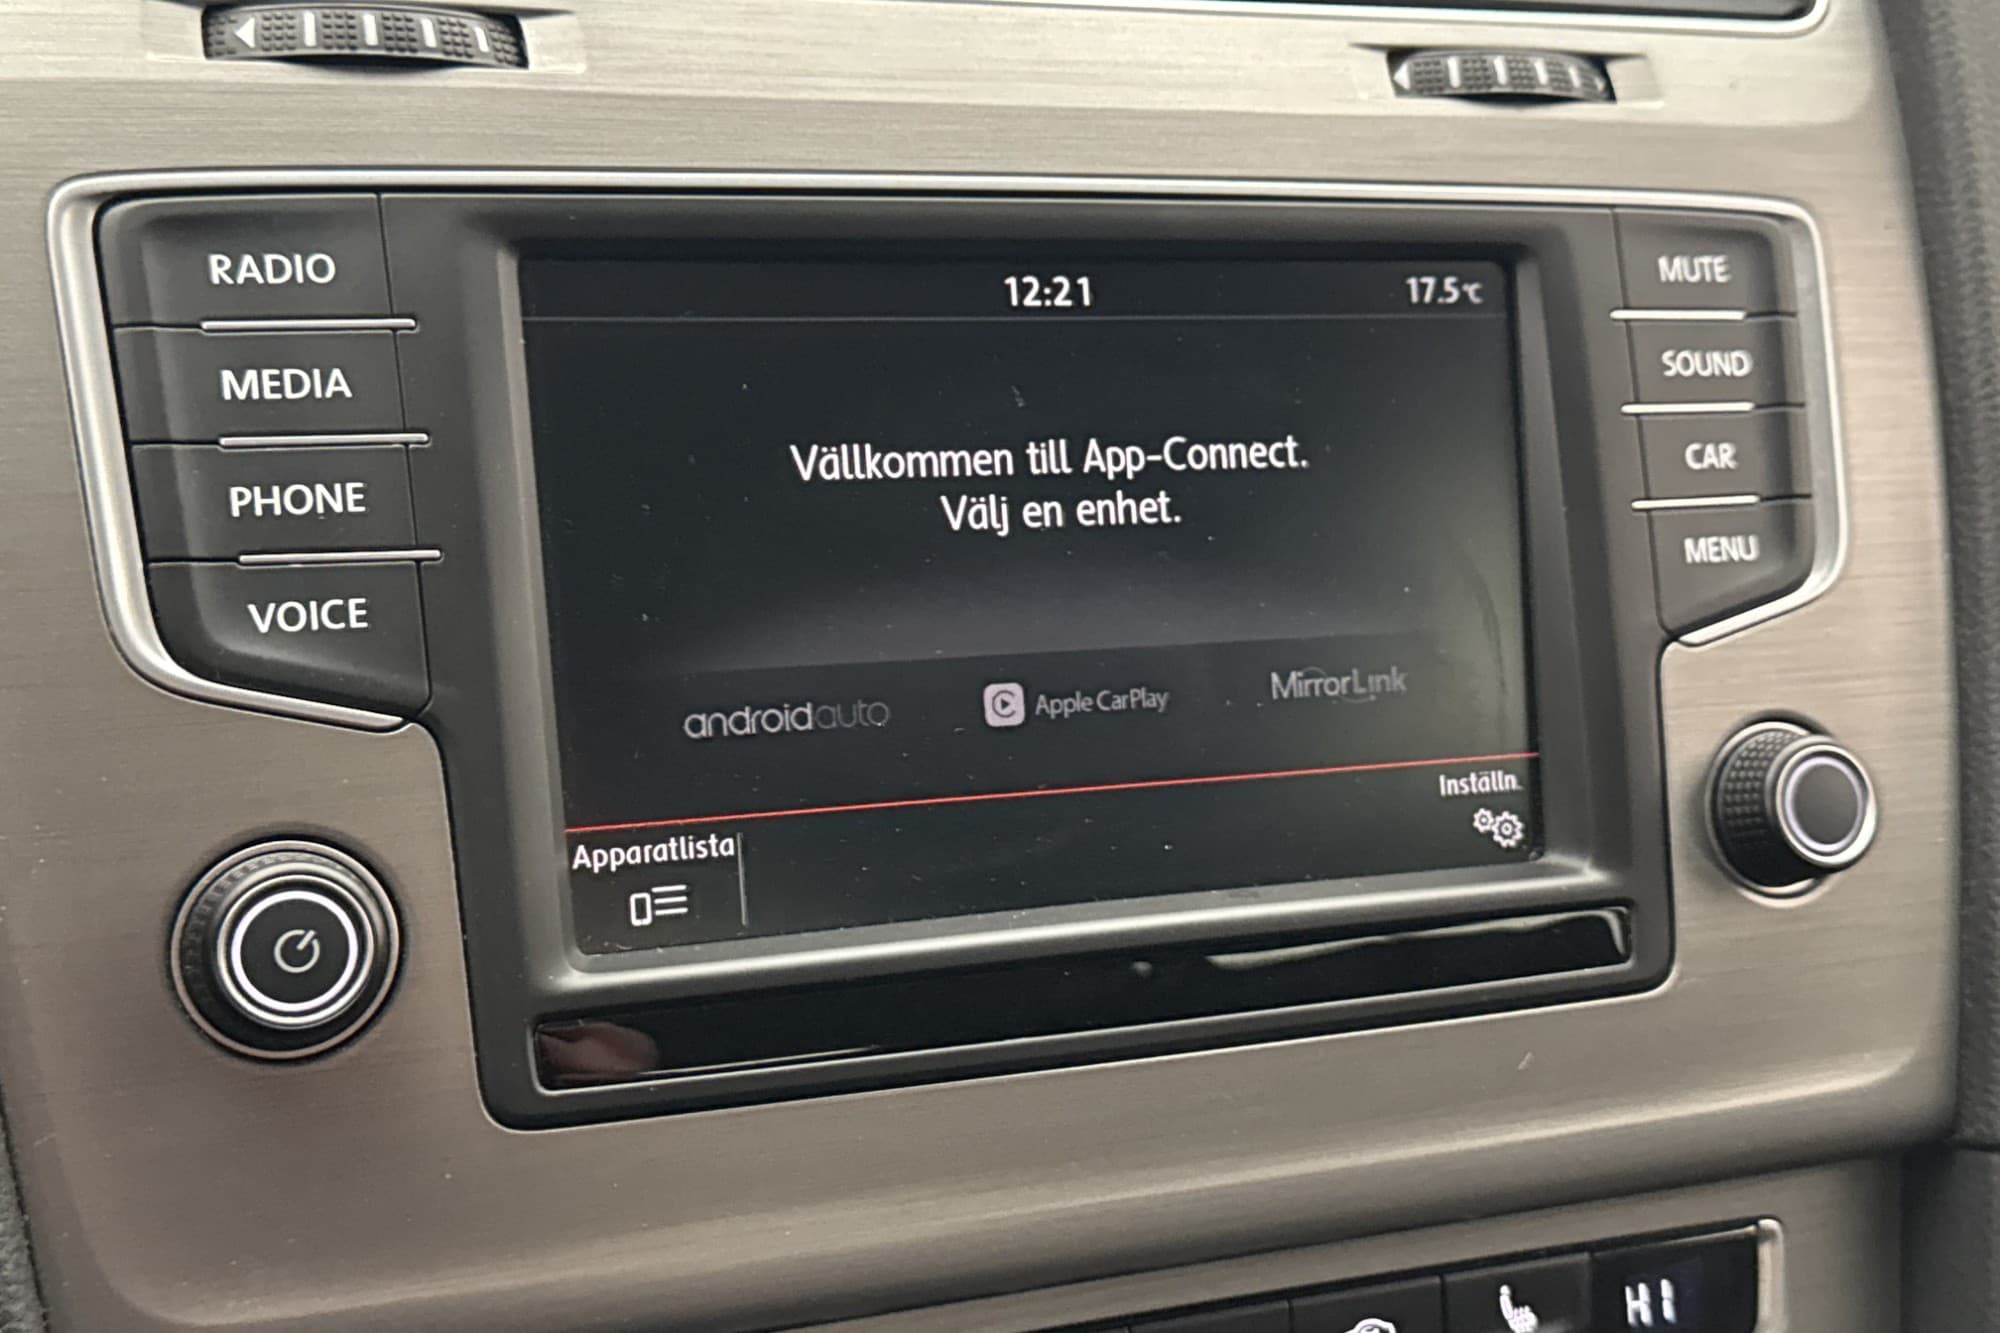 RADIO
MEDIA
PHONE
VOICE
12:21
17.5°C
Vällkommen till App-Connect.
Välj en enhet.
androidauto
Apple CarPlay
MirrorLink
Apparatlista
Inställn.
MUTE
SOUND
CAR
MENU
HI